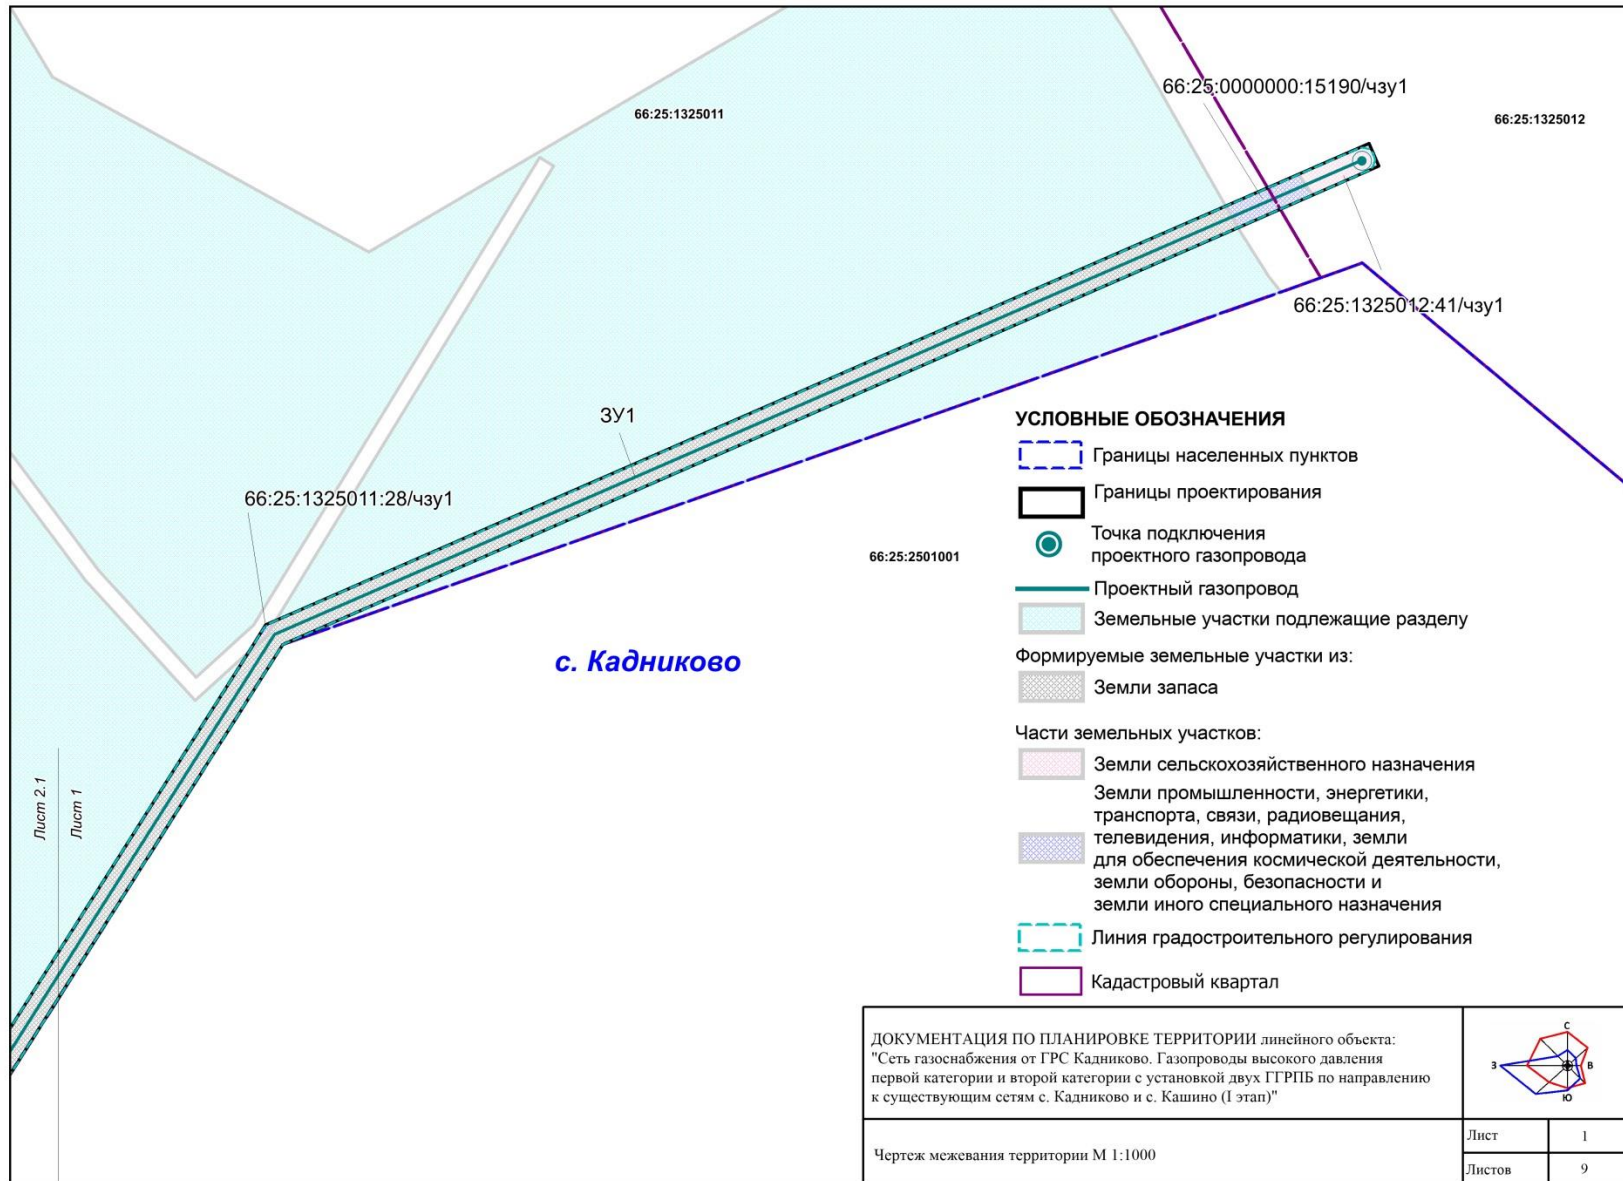 66:25:0000000:15190/чзу1
66:25:1325011
66:25:1325012
66:25:1325012:41/чзу1
ЗУ1
66:25:1325011:28/чзу1
66:25:2501001
с. Кадниково
Лист 2.1
Лист 1
УСЛОВНЫЕ ОБОЗНАЧЕНИЯ
Границы населенных пунктов
Границы проектирования
Точка подключения
проектного газопровода
Проектный газопровод
Земельные участки подлежащие разделу
Формируемые земельные участки из:
Земли запаса
Части земельных участков:
Земли сельскохозяйственного назначения
Земли промышленности, энергетики,
транспорта, связи, радиовещания,
телевидения, информатики, земли
для обеспечения космической деятельности,
земли обороны, безопасности и
земли иного специального назначения
Линия градостроительного регулирования
Кадастровый квартал
ДОКУМЕНТАЦИЯ ПО ПЛАНИРОВКЕ ТЕРРИТОРИИ линейного объекта:
"Сеть газоснабжения от ГРС Кадниково. Газопроводы высокого давления
первой категории и второй категории с установкой двух ГГРПБ по направлению
к существующим сетям с. Кадниково и с. Кашино (I этап)"
С
З
В
Ю
Чертеж межевания территории М 1:1000
Лист 1
Листов 9